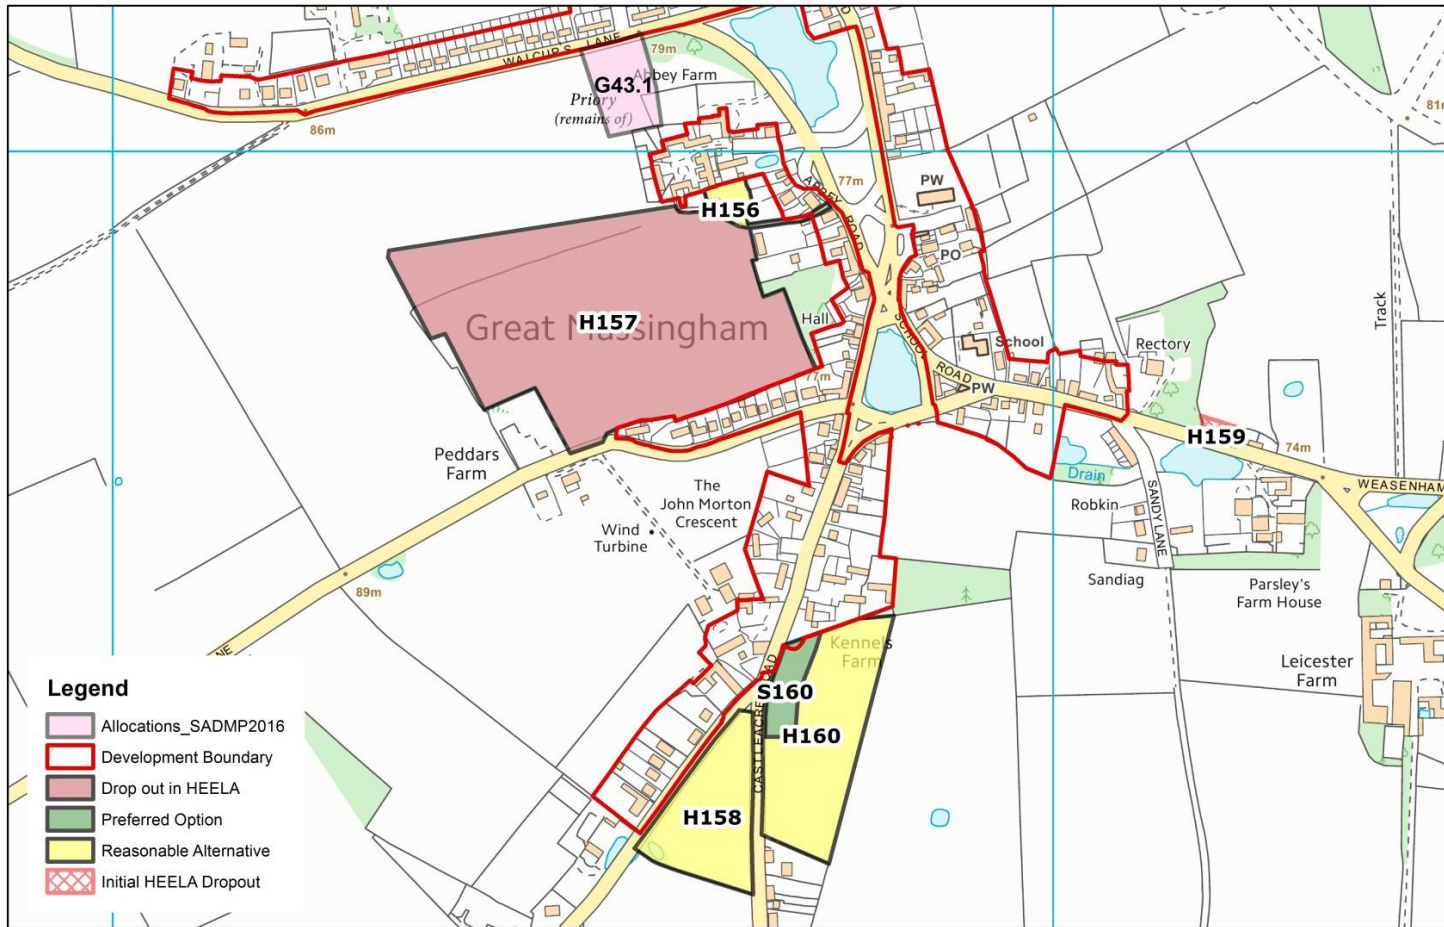 WALCUPS LANE
79m
G43.1
Abbey Farm
Priory
(remains of)
86m
81m
PW
77m
ABBEY ROAD
H156
PO
Great Massingham
H157
Hall
SCHOOL ROAD
School
Rectory
Track
77m
PW
H159
74m
WEASENHAM
Peddars
Farm
The
John Morton
Crescent
Drain
Robkin
SANDY LANE
Wind
Turbine
Sandiag
Parsley's
Farm House
89m
Kennels
Farm
Leicester
Farm
S160
H160
CASTLEACRE ROAD
H158
Legend
Allocations_SADMP2016
Development Boundary
Drop out in HEELA
Preferred Option
Reasonable Alternative
Initial HEELA Dropout